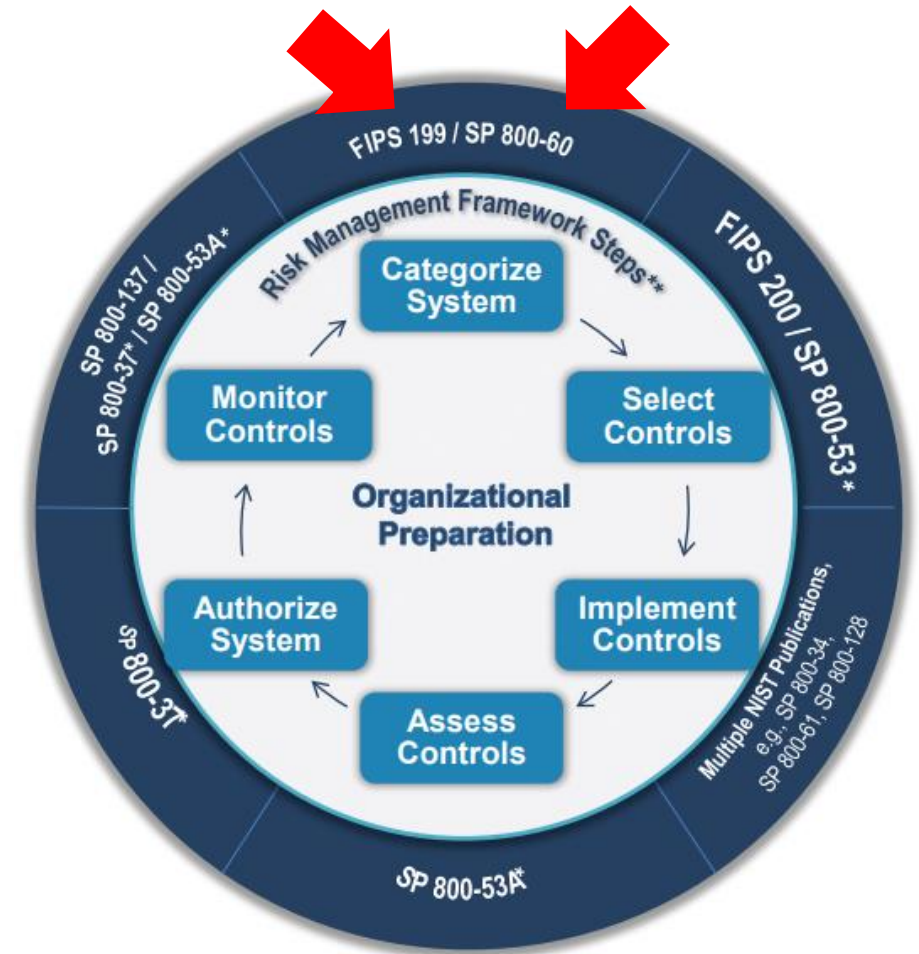 FIPS 199 / SP 800-60
FIPS 200 / SP 800-53*
Multiple NIST Publications,
e.g., SP 800-34,
SP 800-61, SP 800-128
SP 800-53A*
SP 800-37*
SP 800-137 /
SP 800-37* / SP 800-53A*
Risk Management Framework Steps**
Categorize
System
Select
Controls
Implement
Controls
Assess
Controls
Authorize
System
Monitor
Controls
Organizational
Preparation